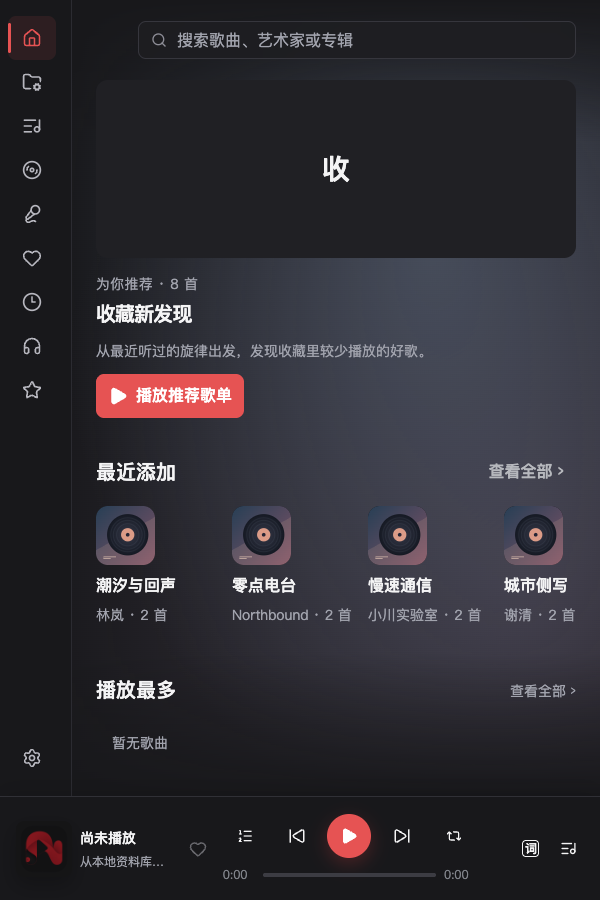 搜索歌曲、艺术家或专辑
收
为你推荐 · 8 首
收藏新发现
从最近听过的旋律出发，发现收藏里较少播放的好歌。
播放推荐歌单
最近添加
查看全部 ›
潮汐与回声
林岚 · 2 首
零点电台
Northbound · 2 首
慢速通信
小川实验室 · 2 首
城市侧写
谢清 · 2 首
播放最多
查看全部 ›
暂无歌曲
尚未播放
从本地资料库...
0:00
0:00
词